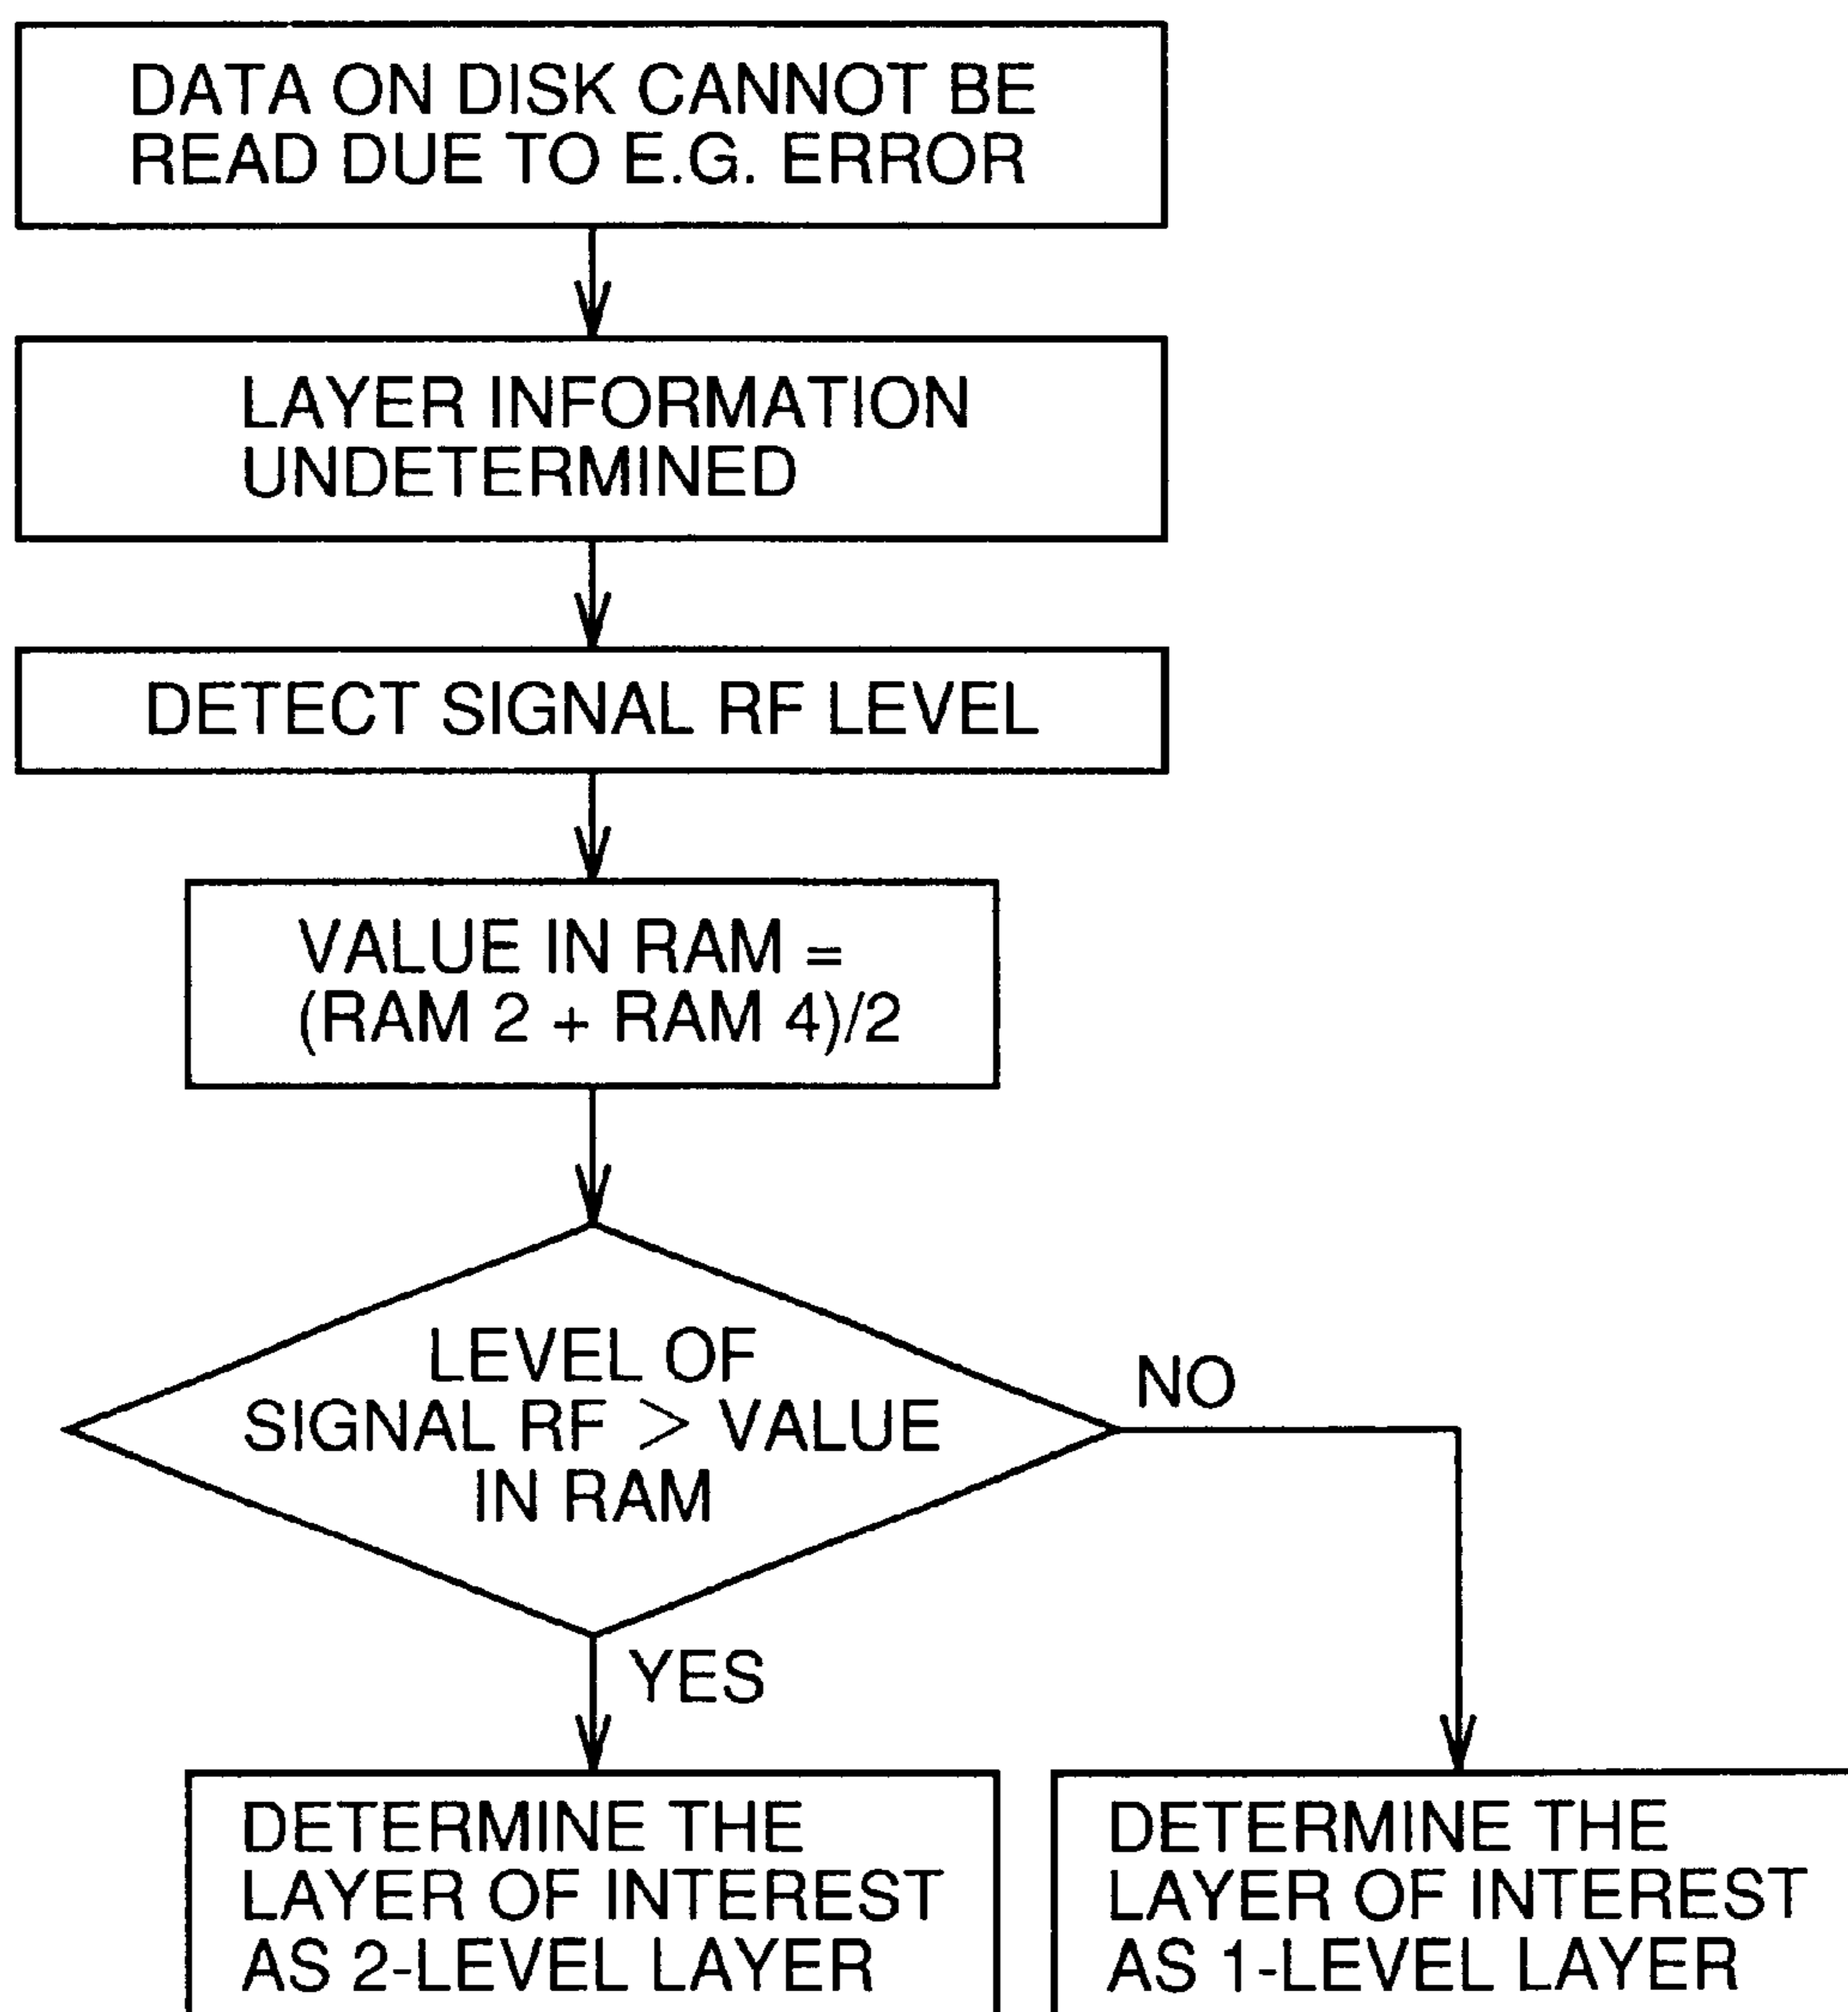 DATA ON DISK CANNOT BE
READ DUE TO E.G. ERROR
LAYER INFORMATION
UNDETERMINED
DETECT SIGNAL RF LEVEL
VALUE IN RAM =
(RAM 2 + RAM 4)/2
LEVEL OF
SIGNAL RF > VALUE
IN RAM
NO
YES
DETERMINE THE
LAYER OF INTEREST
AS 2-LEVEL LAYER
DETERMINE THE
LAYER OF INTEREST
AS 1-LEVEL LAYER